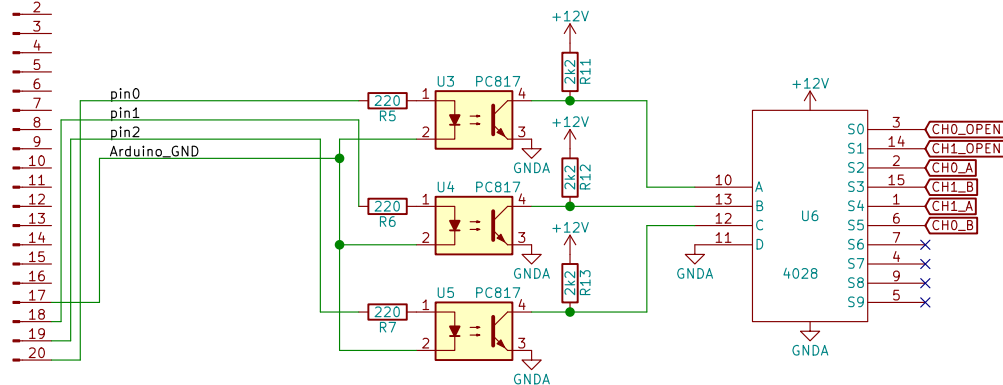 2
3
4
5
6
7
8
9
10
11
12
13
14
15
16
17
18
19
20
pin0
pin1
pin2
Arduino_GND
220
R5
220
R6
220
R7
U3 PC817
1
2
4
3
GNDA
U4 PC817
1
2
4
3
GNDA
U5 PC817
1
2
4
3
GNDA
+12V
2k2
R11
+12V
2k2
R12
+12V
2k2
R13
+12V
10 A
13 B
12 C
11 D
GNDA
U6
4028
S0 3 CH0_OPEN
S1 14 CH1_OPEN
S2 2 CH0_A
S3 15 CH1_B
S4 1 CH1_A
S5 6 CH0_B
S6 7
S7 4
S8 9
S9 5
GNDA